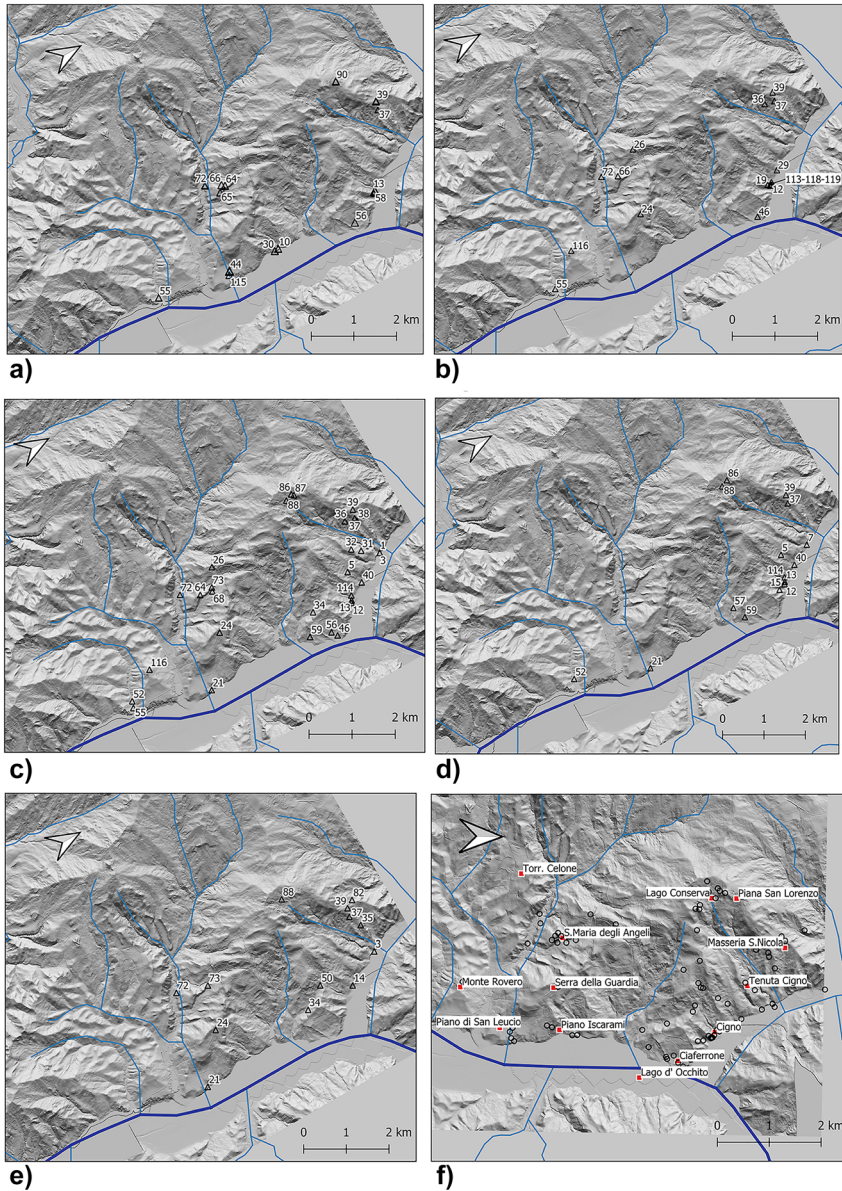 90
39
37
72 66 64
65
13
58
56
30 10
44
115
55
0 1 2 km
a)
39
36
37
26
29
72 66
19 113-118-119
12
24
46
116
55
0 1 2 km
b)
86 87
88
39
36 38
37
32 31 1
3
26
5
73
72 64
40
68
114
34
13 12
24
59 56 46
116
21
52
55
0 1 2 km
c)
86
88
39
37
7
5
40
114 13
15 12
57
59
21
52
0 1 2 km
d)
88 82
39
37 35
3
73 50 14
72
34
24
21
0 1 2 km
e)
Torr. Celone
Lago Conserva Piana San Lorenzo
S.Maria degli Angeli
Masseria S.Nicola
Monte Rovero Serra della Guardia Tenuta Cigno
Piano di San Leucio Piano Iscarami Cigno
Ciaferrone
Lago d' Occhito
0 1 2 km
f)